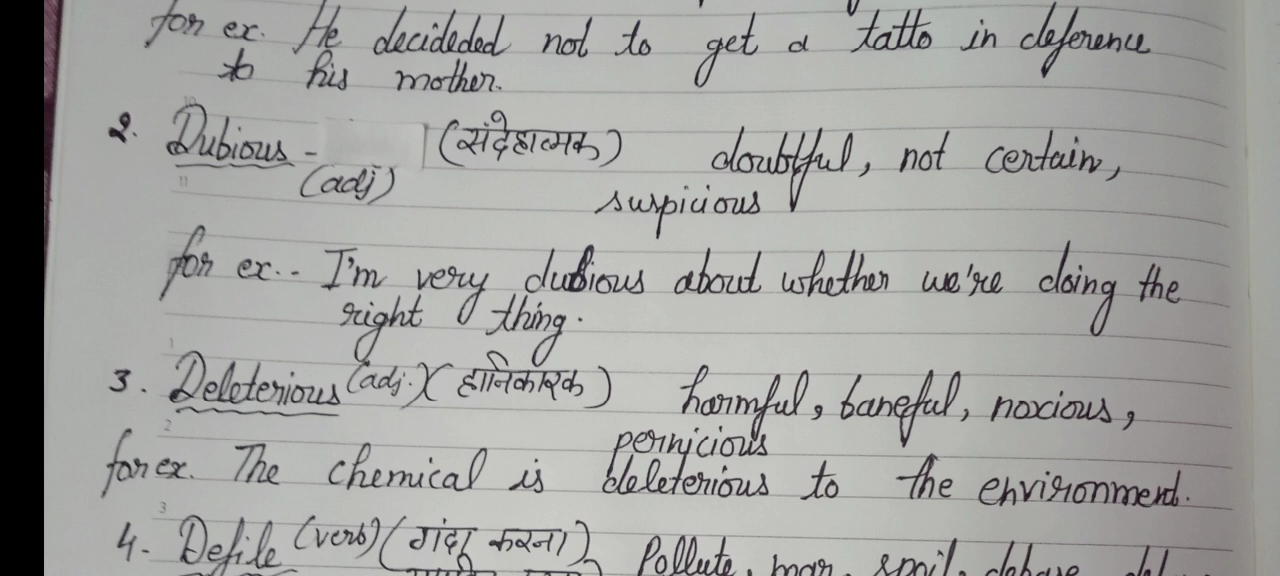 for ex. He decideded not to get a tatto in deference
to his mother.
2. Dubious - (संदेहात्मक) doubtful, not certain,
(adj) suspicious
for ex.- I'm very dubious about whether we're doing the
right thing.
3. Deleterious (adj.) (हानिकारक) harmful, baneful, noxious,
pernicious
for ex. The chemical is deleterious to the environment.
4- Defile (verb) (गंदा करना) Pollute, mar, spoil, debase,